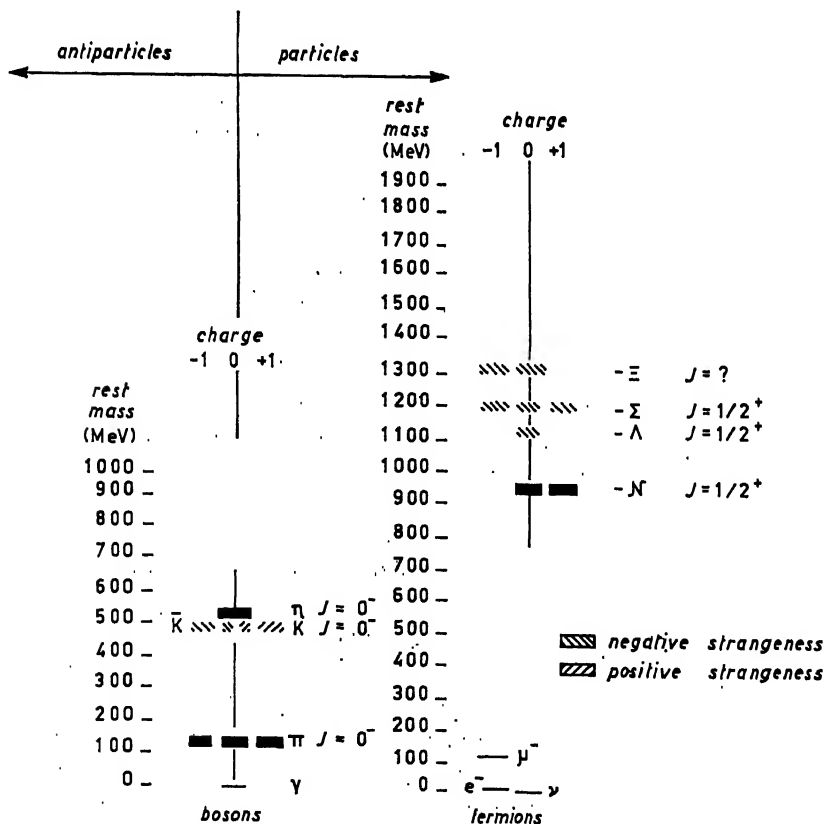 antiparticles particles
charge
-1 0 +1
rest
mass
(MeV)
1000
900
800
700
600
500
400
300
200
100
0
η J = 0⁻
K̄ K J = 0⁻
π J = 0⁻
γ
bosons
rest
mass
(MeV)
charge
-1 0 +1
1900
1800
1700
1600
1500
1400
1300
1200
1100
1000
900
800
700
600
500
400
300
200
100
0
- Ξ J = ?
- Σ J = 1/2⁺
- Λ J = 1/2⁺
- N J = 1/2⁺
negative strangeness
positive strangeness
μ⁻
e⁻ ν
fermions